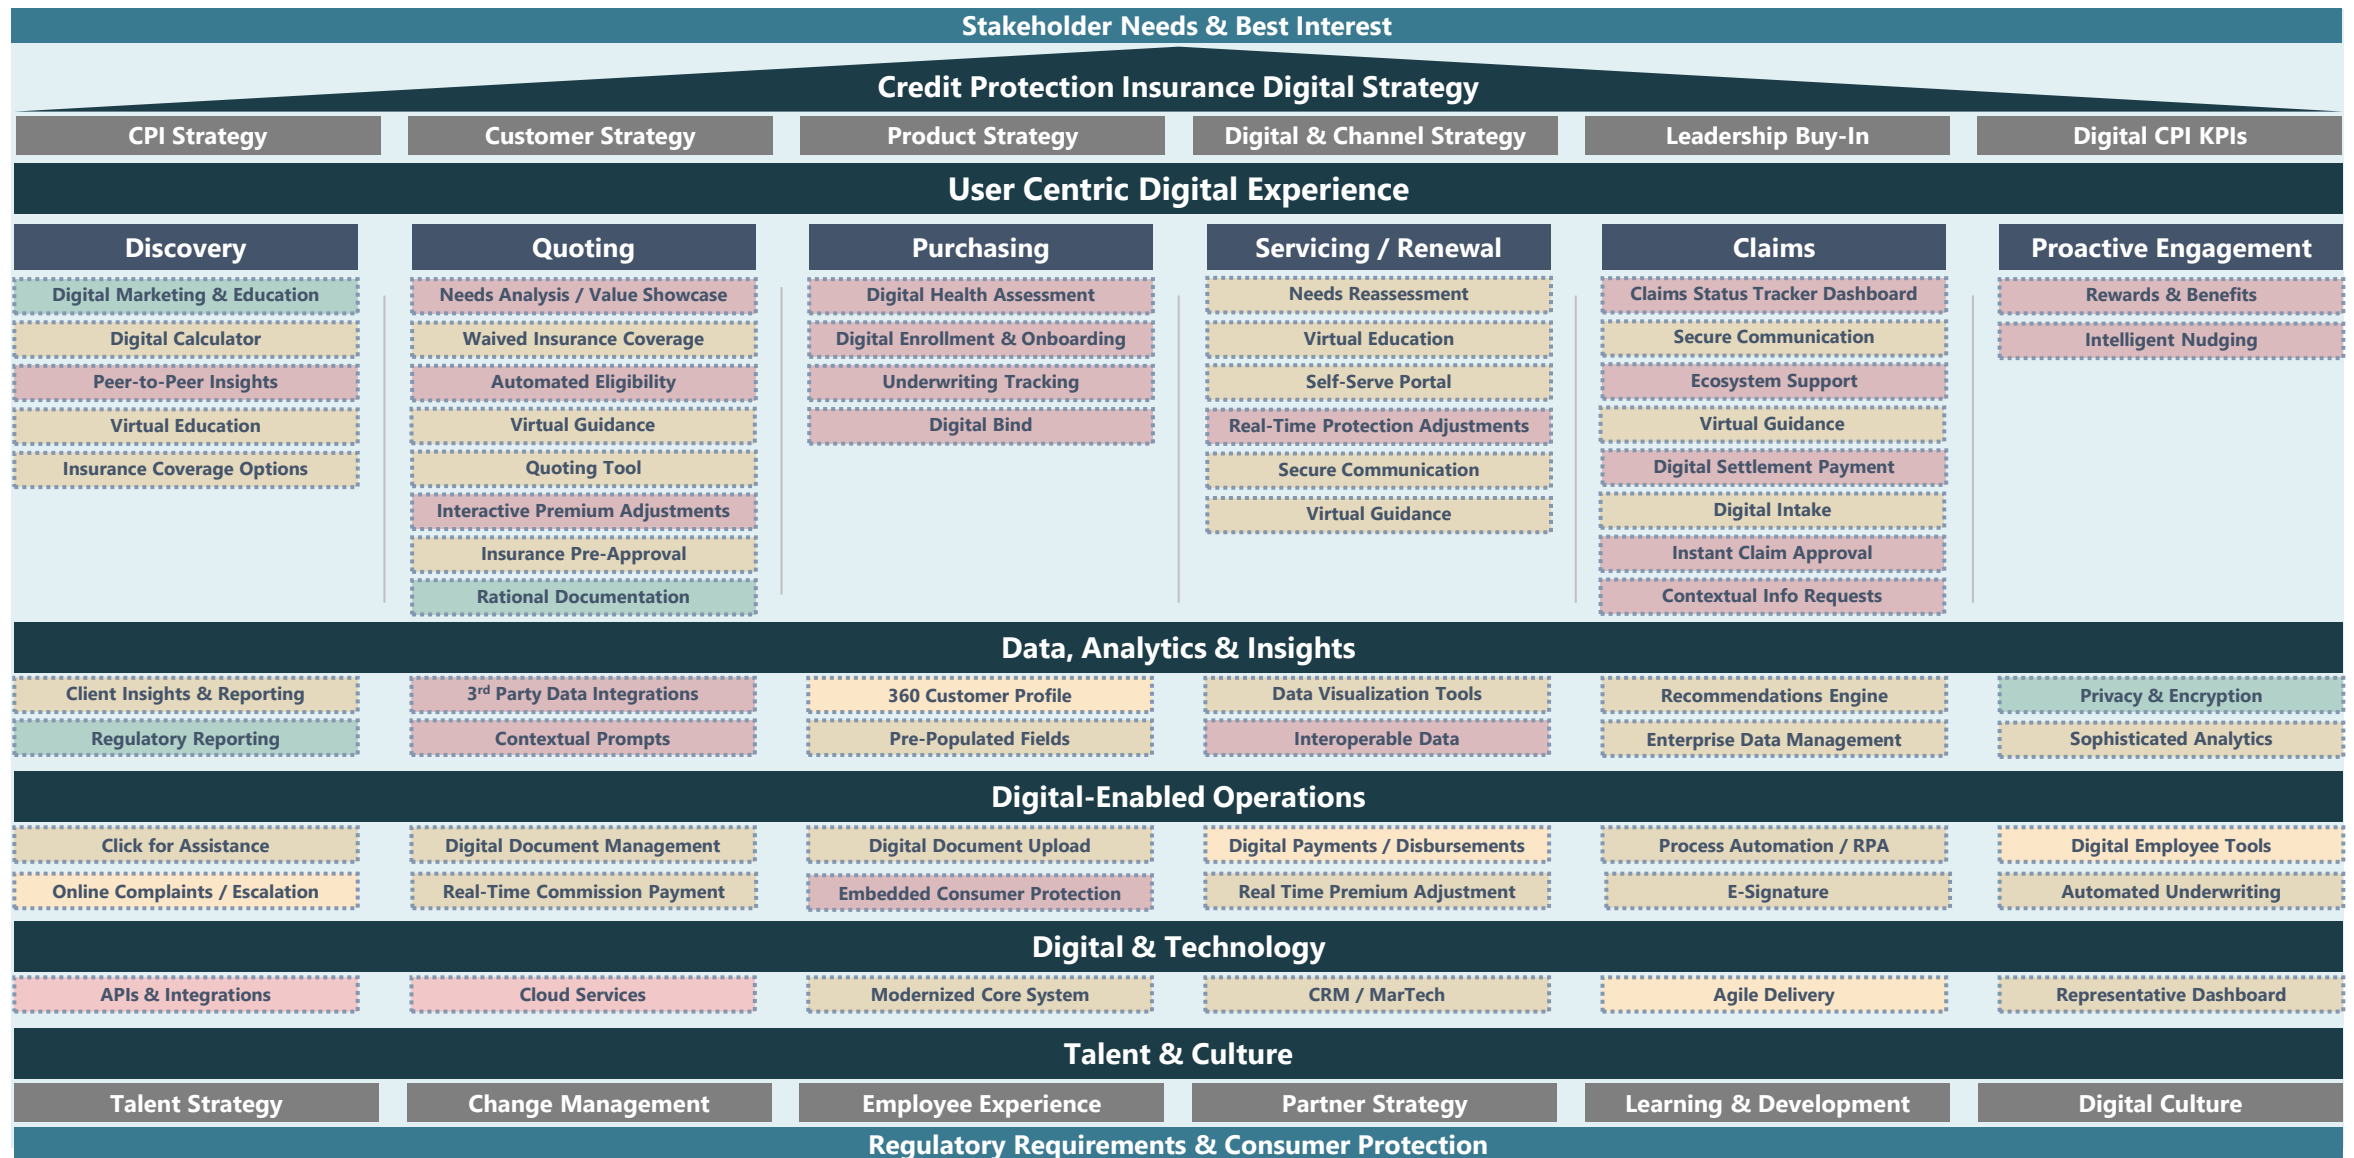 Stakeholder Needs & Best Interest
Credit Protection Insurance Digital Strategy
CPI Strategy
Customer Strategy
Product Strategy
Digital & Channel Strategy
Leadership Buy-In
Digital CPI KPIs
User Centric Digital Experience
Discovery
Digital Marketing & Education
Digital Calculator
Peer-to-Peer Insights
Virtual Education
Insurance Coverage Options
Quoting
Needs Analysis / Value Showcase
Waived Insurance Coverage
Automated Eligibility
Virtual Guidance
Quoting Tool
Interactive Premium Adjustments
Insurance Pre-Approval
Rational Documentation
Purchasing
Digital Health Assessment
Digital Enrollment & Onboarding
Underwriting Tracking
Digital Bind
Servicing / Renewal
Needs Reassessment
Virtual Education
Self-Serve Portal
Real-Time Protection Adjustments
Secure Communication
Virtual Guidance
Claims
Claims Status Tracker Dashboard
Secure Communication
Ecosystem Support
Virtual Guidance
Digital Settlement Payment
Digital Intake
Instant Claim Approval
Contextual Info Requests
Proactive Engagement
Rewards & Benefits
Intelligent Nudging
Data, Analytics & Insights
Client Insights & Reporting
3rd Party Data Integrations
360 Customer Profile
Data Visualization Tools
Recommendations Engine
Privacy & Encryption
Regulatory Reporting
Contextual Prompts
Pre-Populated Fields
Interoperable Data
Enterprise Data Management
Sophisticated Analytics
Digital-Enabled Operations
Click for Assistance
Digital Document Management
Digital Document Upload
Digital Payments / Disbursements
Process Automation / RPA
Digital Employee Tools
Online Complaints / Escalation
Real-Time Commission Payment
Embedded Consumer Protection
Real Time Premium Adjustment
E-Signature
Automated Underwriting
Digital & Technology
APIs & Integrations
Cloud Services
Modernized Core System
CRM / MarTech
Agile Delivery
Representative Dashboard
Talent & Culture
Talent Strategy
Change Management
Employee Experience
Partner Strategy
Learning & Development
Digital Culture
Regulatory Requirements & Consumer Protection